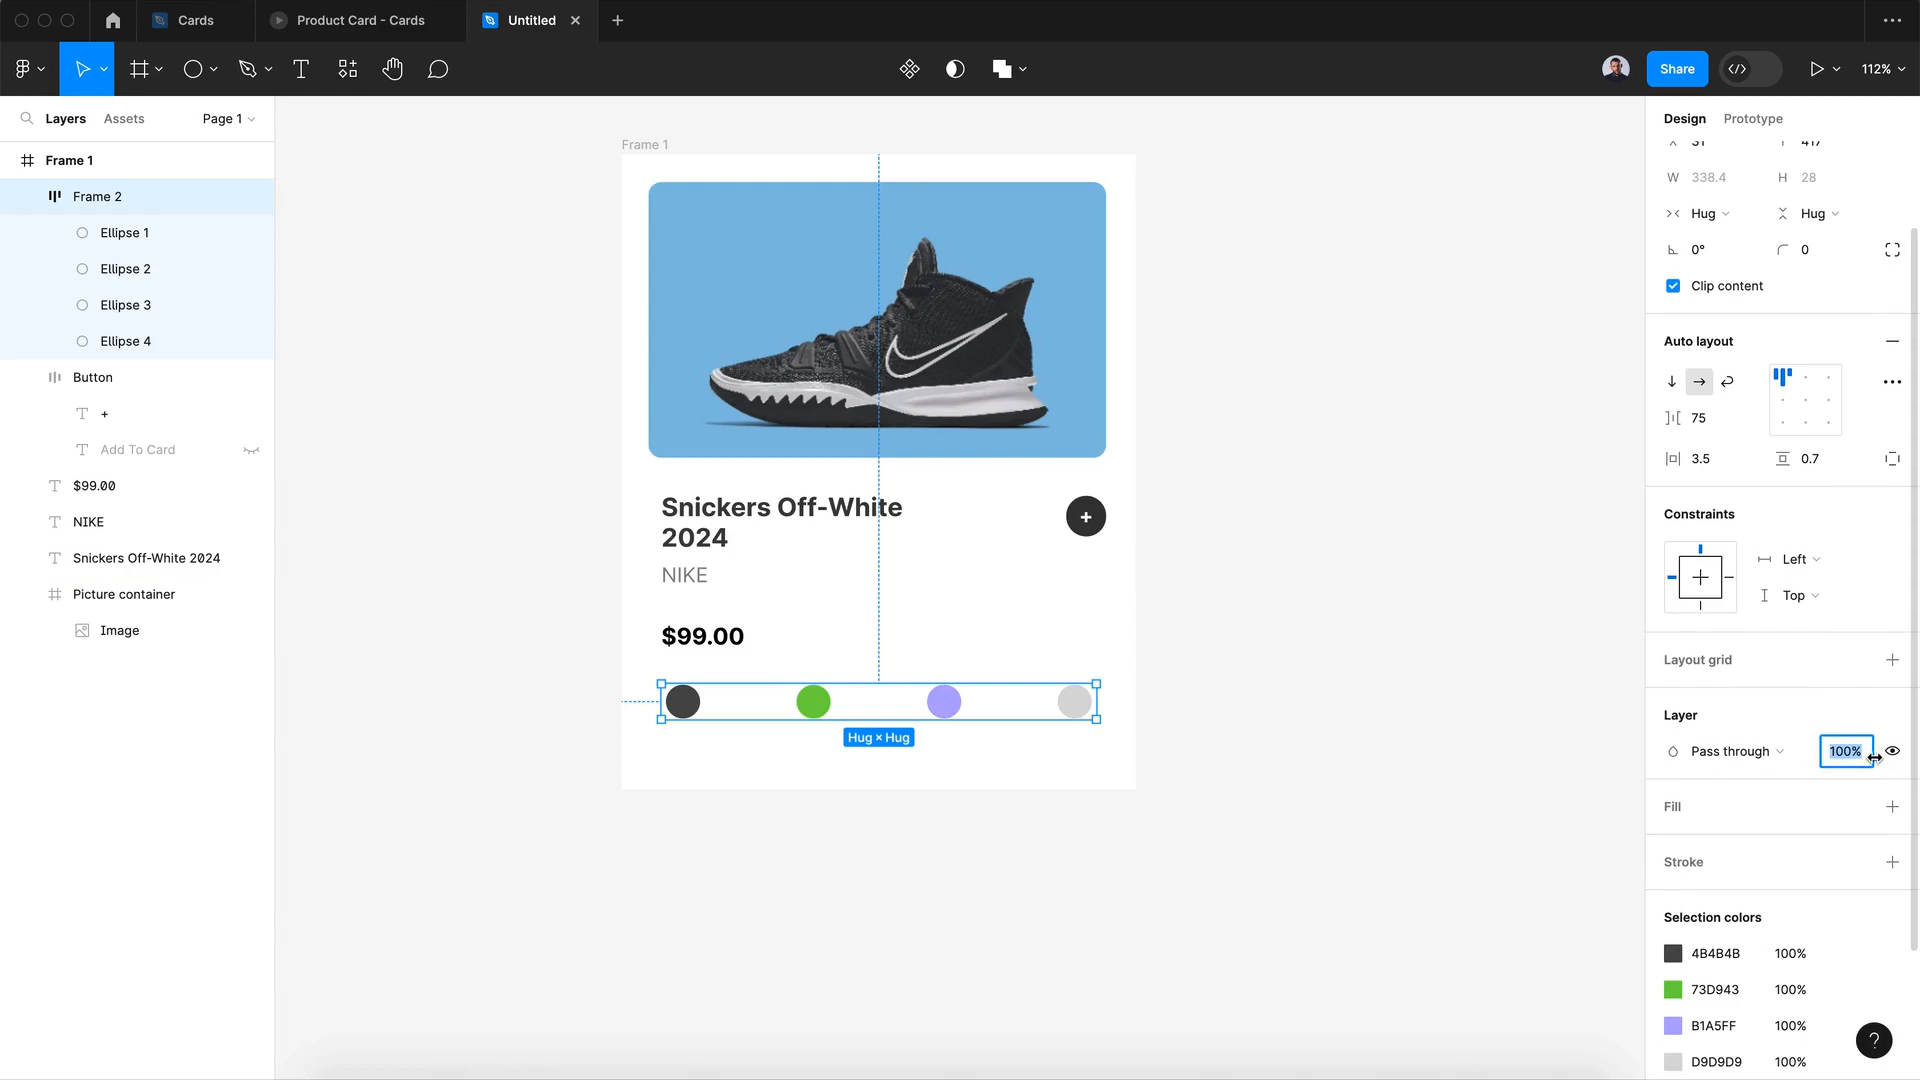 Cards
Product Card - Cards
Untitled
Share
112%
Layers
Assets
Page 1
Frame 1
Frame 2
Ellipse 1
Ellipse 2
Ellipse 3
Ellipse 4
Button
+
Add To Card
$99.00
NIKE
Snickers Off-White 2024
Picture container
Image
Frame 1
Snickers Off-White
2024
NIKE
$99.00
+
Hug × Hug
Design
Prototype
X 31 Y 417
W 338.4 H 28
Hug Hug
0° 0
Clip content
Auto layout
75
3.5 0.7
Constraints
Left
Top
Layout grid
Layer
Pass through 100%
Fill
Stroke
Selection colors
4B4B4B 100%
73D943 100%
B1A5FF 100%
D9D9D9 100%
?